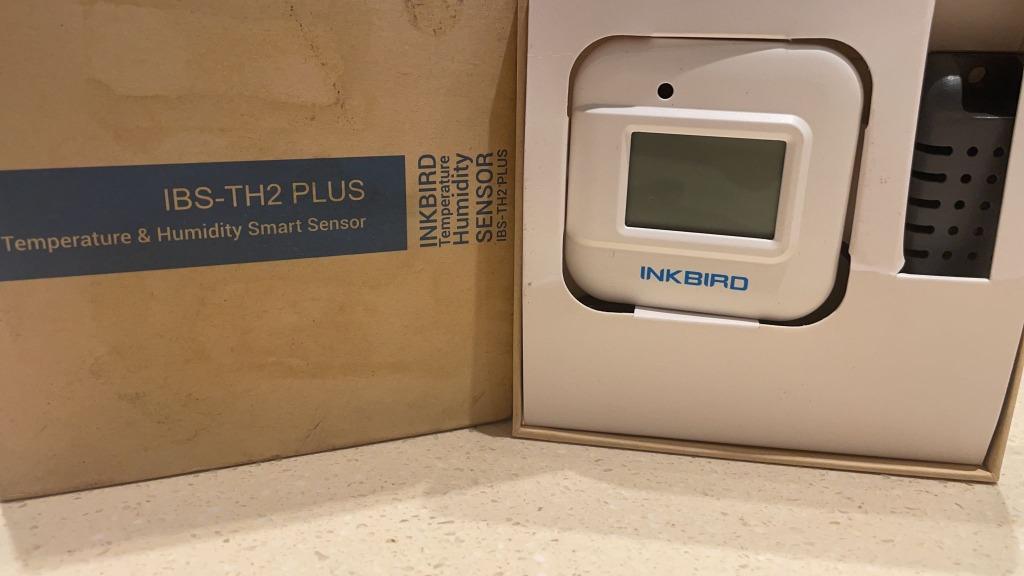 IBS-TH2 PLUS
Temperature & Humidity Smart Sensor
INKBIRD
Temperature
Humidity
SENSOR
IBS-TH2 PLUS
INKBIRD